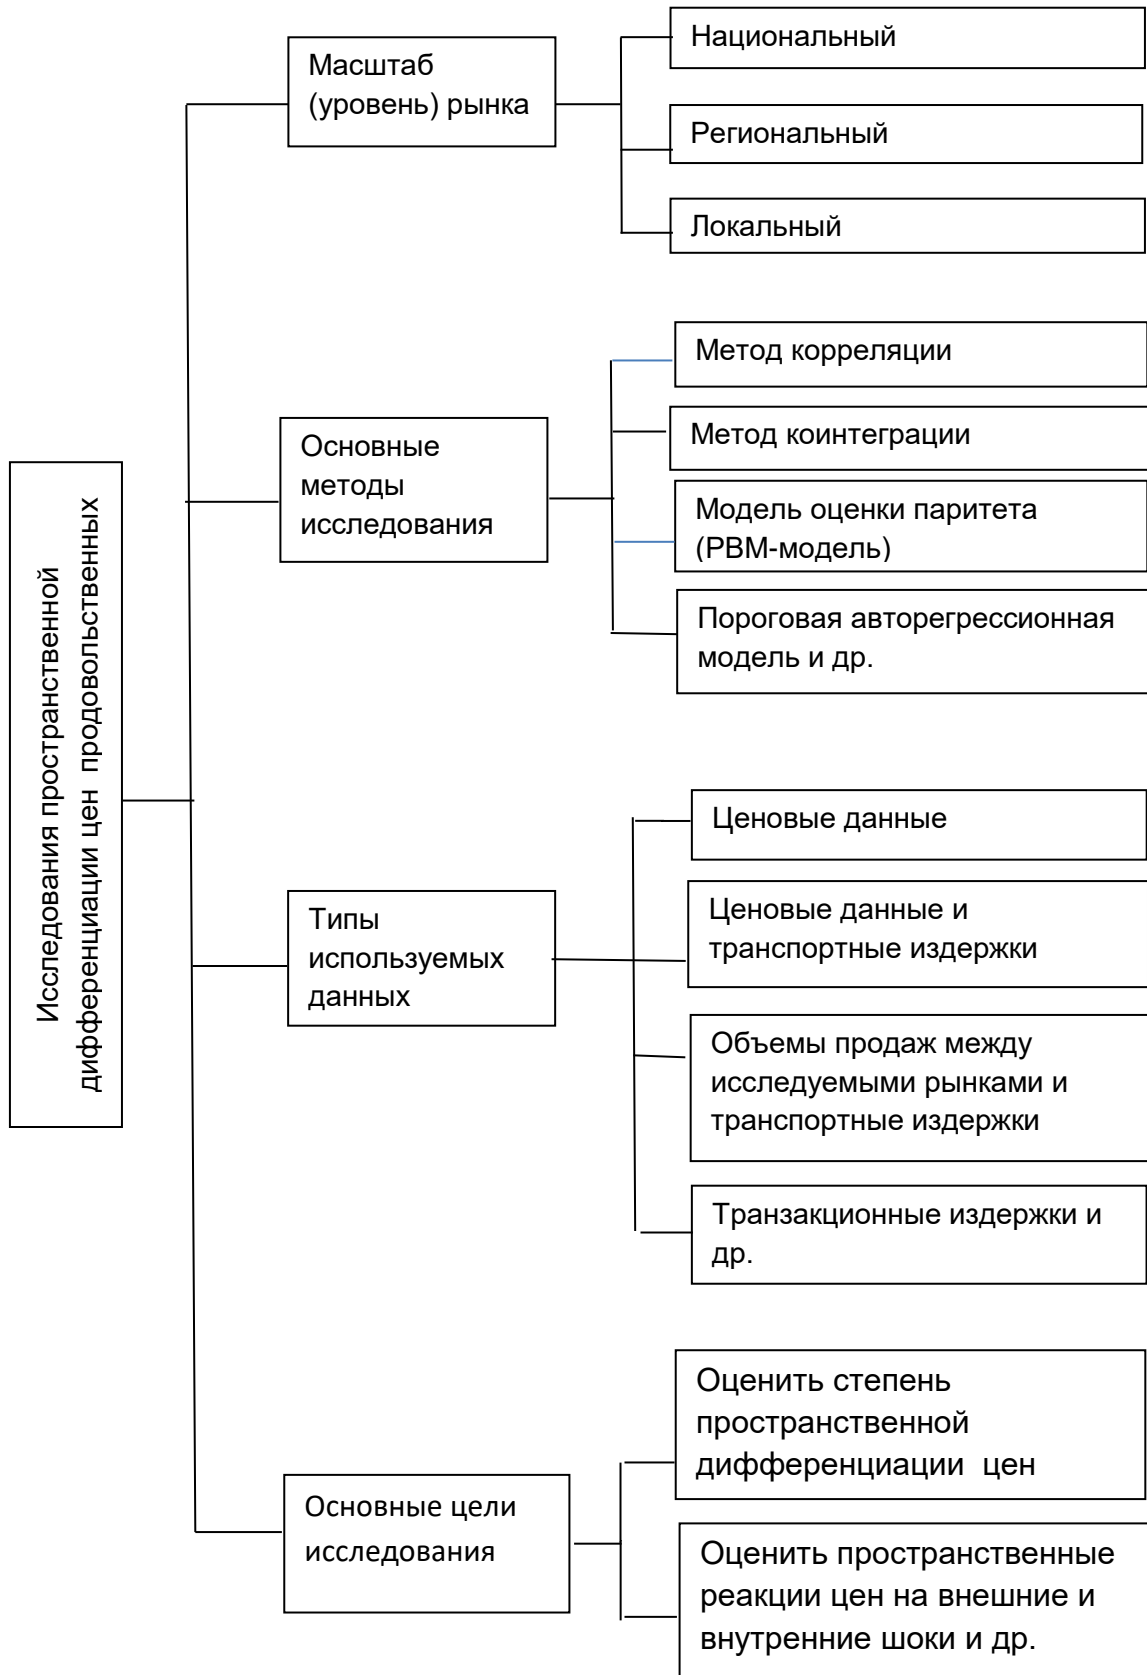 Исследования пространственной
дифференциации цен продовольственных
Масштаб
(уровень) рынка
Национальный
Региональный
Локальный
Основные
методы
исследования
Метод корреляции
Метод коинтеграции
Модель оценки паритета
(PBM-модель)
Пороговая авторегрессионная
модель и др.
Типы
используемых
данных
Ценовые данные
Ценовые данные и
транспортные издержки
Объемы продаж между
исследуемыми рынками и
транспортные издержки
Транзакционные издержки и
др.
Основные цели
исследования
Оценить степень
пространственной
дифференциации цен
Оценить пространственные
реакции цен на внешние и
внутренние шоки и др.